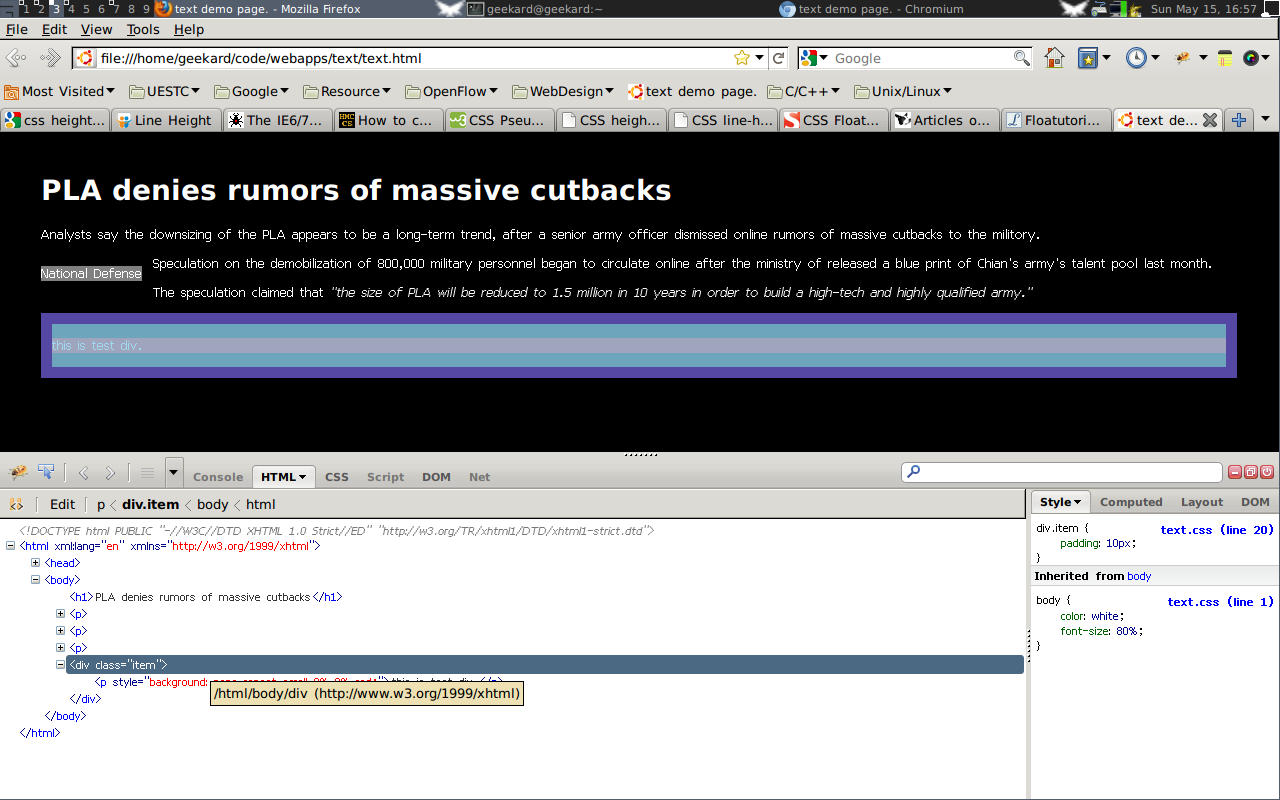 1 2 3 4 5 6 7 8 9 text demo page. - Mozilla Firefox geekard@geekard:~ text demo page. - Chromium Sun May 15, 16:57
File Edit View Tools Help
file:///home/geekard/code/webapps/text/text.html Google
Most Visited UESTC Google Resource OpenFlow WebDesign text demo page. C/C++ Unix/Linux
css height... Line Height The IE6/7... How to c... CSS Pseu... CSS heigh... CSS line-h... CSS Float... Articles o... Floatutori... text de...
PLA denies rumors of massive cutbacks
Analysts say the downsizing of the PLA appears to be a long-term trend, after a senior army officer dismissed online rumors of massive cutbacks to the military.
Speculation on the demobilization of 800,000 military personnel began to circulate online after the ministry of released a blue print of Chian's army's talent pool last month.
National Defense
The speculation claimed that "the size of PLA will be reduced to 1.5 million in 10 years in order to build a high-tech and highly qualified army."
this is test div.
Console HTML CSS Script DOM Net
Edit p < div.item < body < html
Style Computed Layout DOM
<!DOCTYPE html PUBLIC "-//W3C//DTD XHTML 1.0 Strict//ED" "http://w3.org/TR/xhtml1/DTD/xhtml1-strict.dtd">
<html xml:lang="en" xmlns="http://w3.org/1999/xhtml">
<head>
<body>
<h1>PLA denies rumors of massive cutbacks</h1>
<p>
<p>
<p>
<div class="item">
<p style="background:
/html/body/div (http://www.w3.org/1999/xhtml)
</div>
</body>
</html>
div.item { text.css (line 20)
padding: 10px;
}
Inherited from body
body { text.css (line 1)
color: white;
font-size: 80%;
}